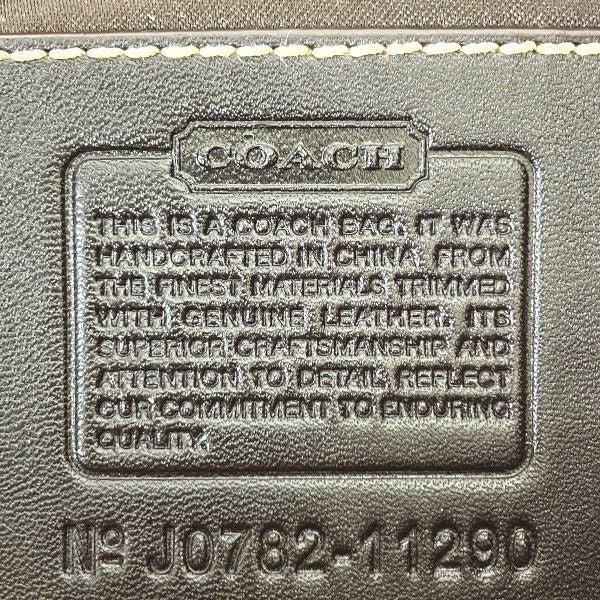 COACH
THIS IS A COACH BAG. IT WAS
HANDCRAFTED IN CHINA FROM
THE FINEST MATERIALS TRIMMED
WITH GENUINE LEATHER. ITS
SUPERIOR CRAFTSMANSHIP AND
ATTENTION TO DETAIL REFLECT
OUR COMMITMENT TO ENDURING
QUALITY.
Nº J0782-11290